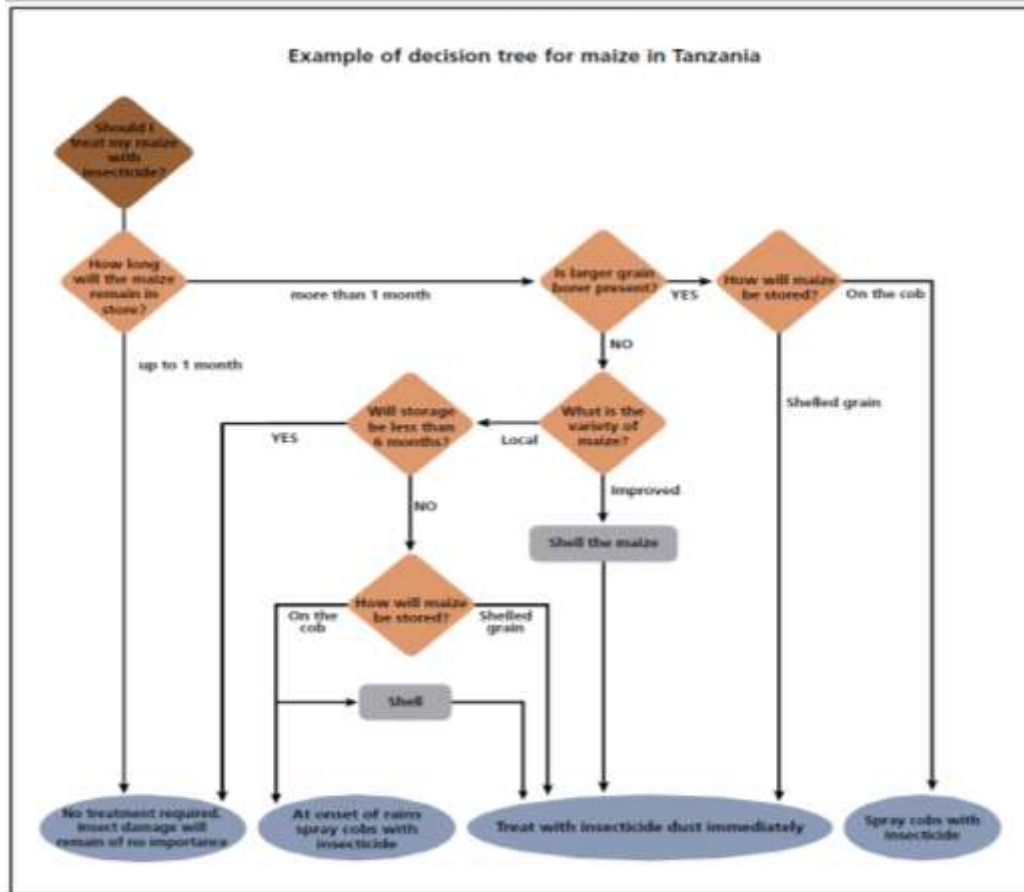 Example of decision tree for maize in Tanzania
Should I
treat my maize
with
insecticide?
How long
will the maize
remain in
store?
more than 1 month
Is larger grain
borer present?
YES
How will maize
be stored?
On the cob
up to 1 month
NO
Shelled grain
Will storage
be less than
6 months?
YES
Local
What is the
variety of
maize?
NO
Improved
Shell the maize
On the
cob
How will maize
be stored?
Shelled
grain
Shell
No treatment required.
Insect damage will
remain of no importance
At onset of rains
spray cobs with
insecticide
Treat with insecticide dust immediately
Spray cobs with
insecticide